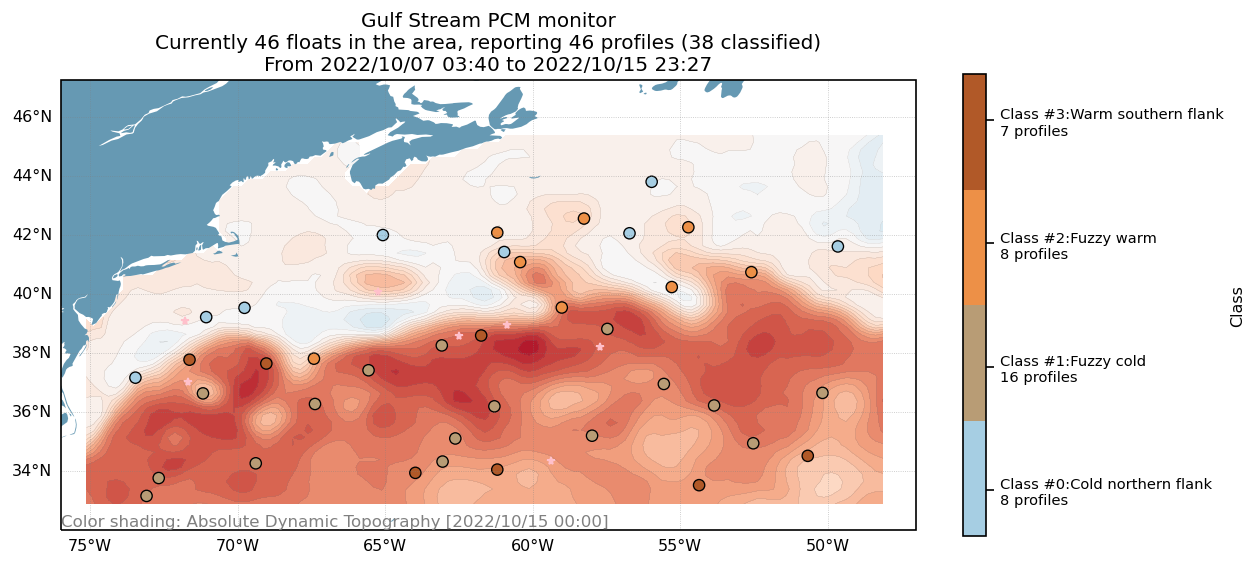 Gulf Stream PCM monitor
Currently 46 floats in the area, reporting 46 profiles (38 classified)
From 2022/10/07 03:40 to 2022/10/15 23:27
46°N
44°N
42°N
40°N
38°N
36°N
34°N
Color shading: Absolute Dynamic Topography [2022/10/15 00:00]
75°W
70°W
65°W
60°W
55°W
50°W
Class #3:Warm southern flank
7 profiles
Class #2:Fuzzy warm
8 profiles
Class #1:Fuzzy cold
16 profiles
Class #0:Cold northern flank
8 profiles
Class